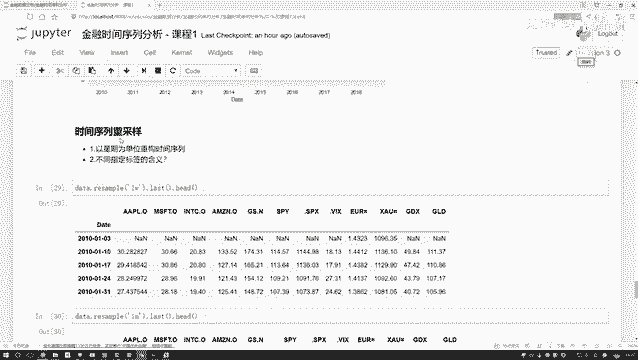 jupyter 金融时间序列分析 - 课程1 Last Checkpoint: an hour ago (autosaved)
Logout
File Edit View Insert Cell Kernel Widgets Help
Trusted
Code
2010 2011 2012 2013 2014 2015 2016 2017 2018
Date
时间序列重采样
1.以星期为单位重构时间序列
2.不同指定标签的含义?
In [29]: data.resample('1w').last().head()
Out[29]:
AAPL.O MSFT.O INTC.O AMZN.O GS.N SPY .SPX .VIX EUR= XAU= GDX GLD
Date
2010-01-03 NaN NaN NaN NaN NaN NaN NaN NaN 1.4323 1096.35 NaN NaN
2010-01-10 30.282827 30.66 20.83 133.52 174.31 114.57 1144.98 18.13 1.4412 1136.10 49.84 111.37
2010-01-17 29.418542 30.86 20.80 127.14 165.21 113.64 1136.03 17.91 1.4382 1129.90 47.42 110.86
2010-01-24 28.249972 28.96 19.91 121.43 154.12 109.21 1091.76 27.31 1.4137 1092.60 43.79 107.17
2010-01-31 27.437544 28.18 19.40 125.41 148.72 107.39 1073.87 24.62 1.3862 1081.05 40.72 105.96
In [30]: data.resample('1m').last().head()
Out[30]:
AAPL.O MSFT.O INTC.O AMZN.O GS.N SPY .SPX .VIX EUR= XAU= GDX GLD